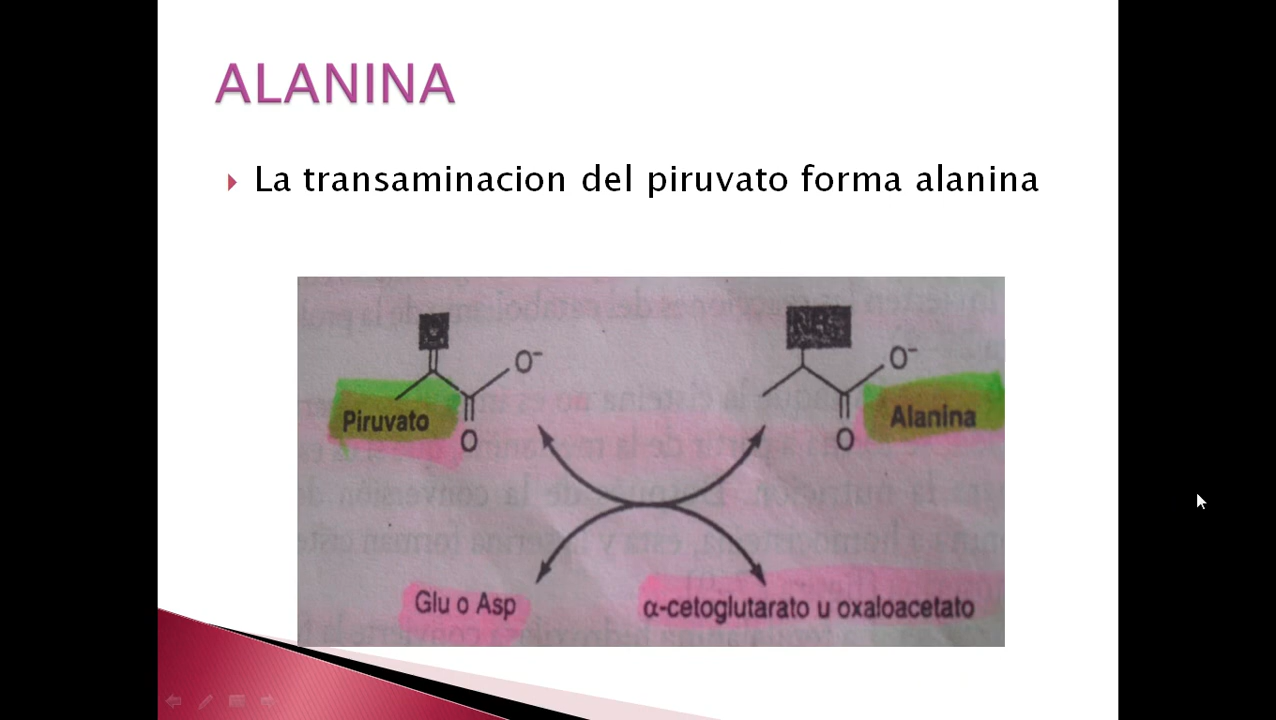 ALANINA
La transaminacion del piruvato forma alanina
O⁻
O⁻
Piruvato
Alanina
O
O
Glu o Asp
α-cetoglutarato u oxaloacetato